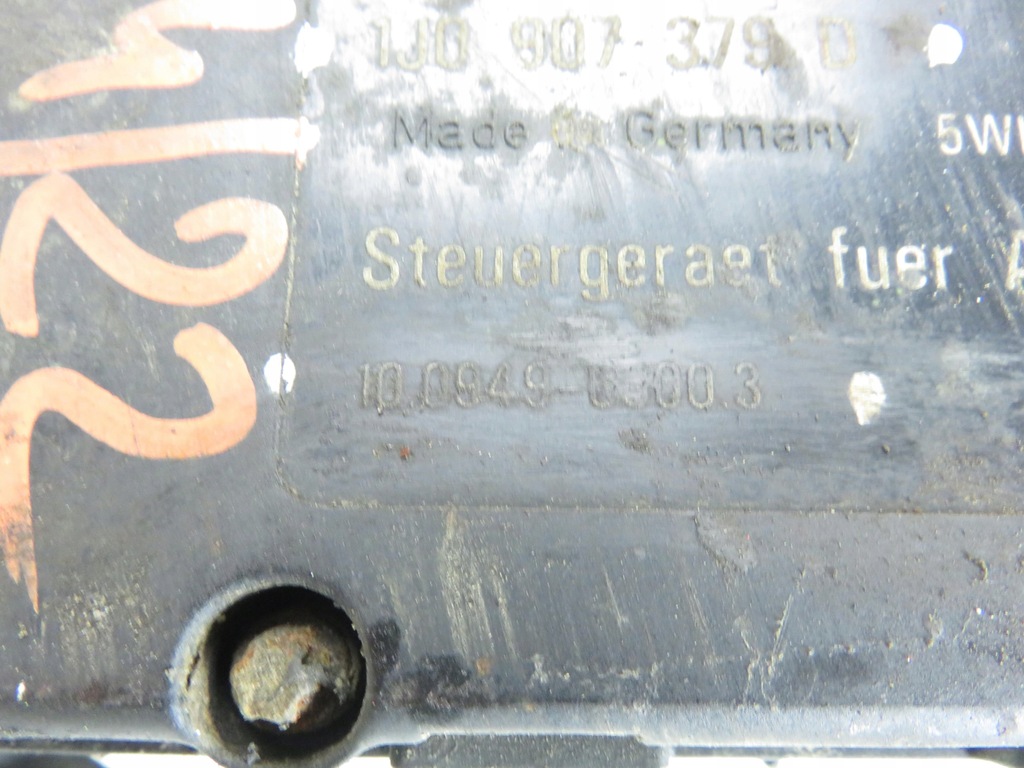 1J0 907 379 D
Made in Germany 5W
Steuergeraet fuer A
10.0949-0300.3